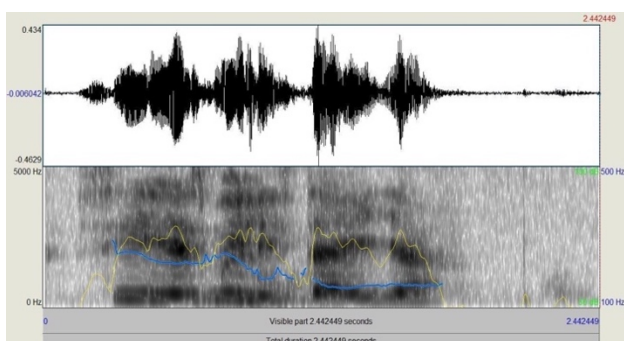 2.442449
0.434
-0.006042
-0.4629
5000 Hz 500 Hz
0 Hz 100 Hz
0 Visible part 2.442449 seconds 2.442449
Total duration 2.442449 seconds